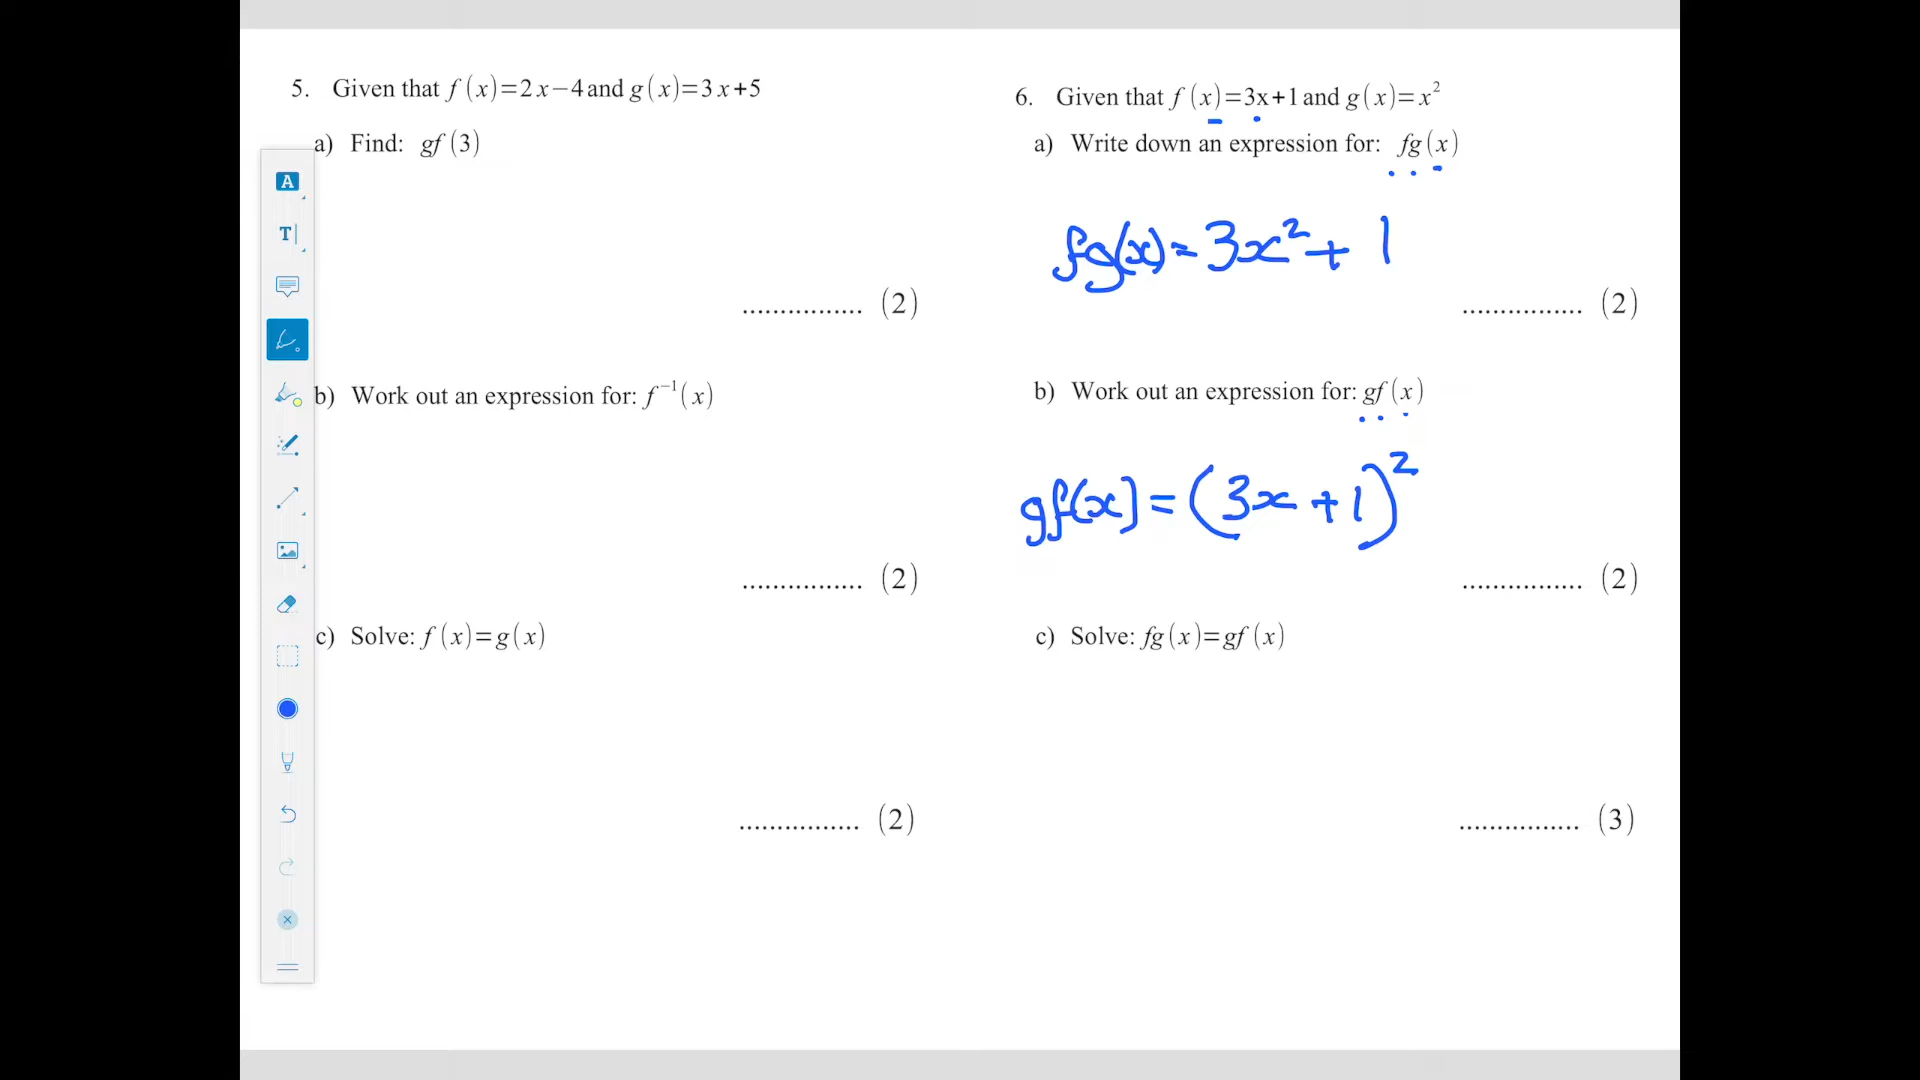 5. Given that f(x)=2x−4 and g(x)=3x+5
a) Find: gf(3)
................ (2)
b) Work out an expression for: f⁻¹(x)
................ (2)
c) Solve: f(x)=g(x)
................ (2)
6. Given that f(x)=3x+1 and g(x)=x²
a) Write down an expression for: fg(x)
fg(x)=3x²+1
................ (2)
b) Work out an expression for: gf(x)
gf(x)=(3x+1)²
................ (2)
c) Solve: fg(x)=gf(x)
................ (3)
A
T